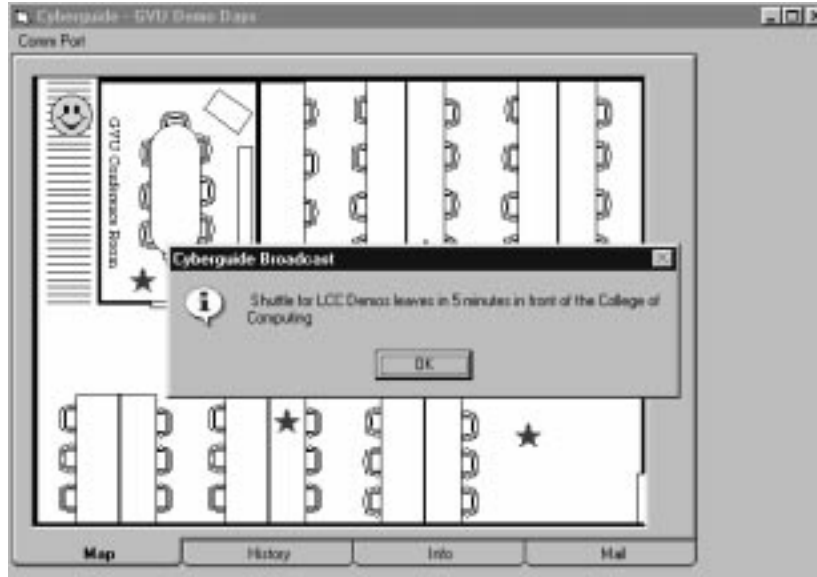 Cyberguide - GVU Demo Days
Comm Port
GVU Conference Room
Cyberguide Broadcast
Shuttle for LCC Demos leaves in 5 minutes in front of the College of
Computing
OK
Map
History
Info
Mail